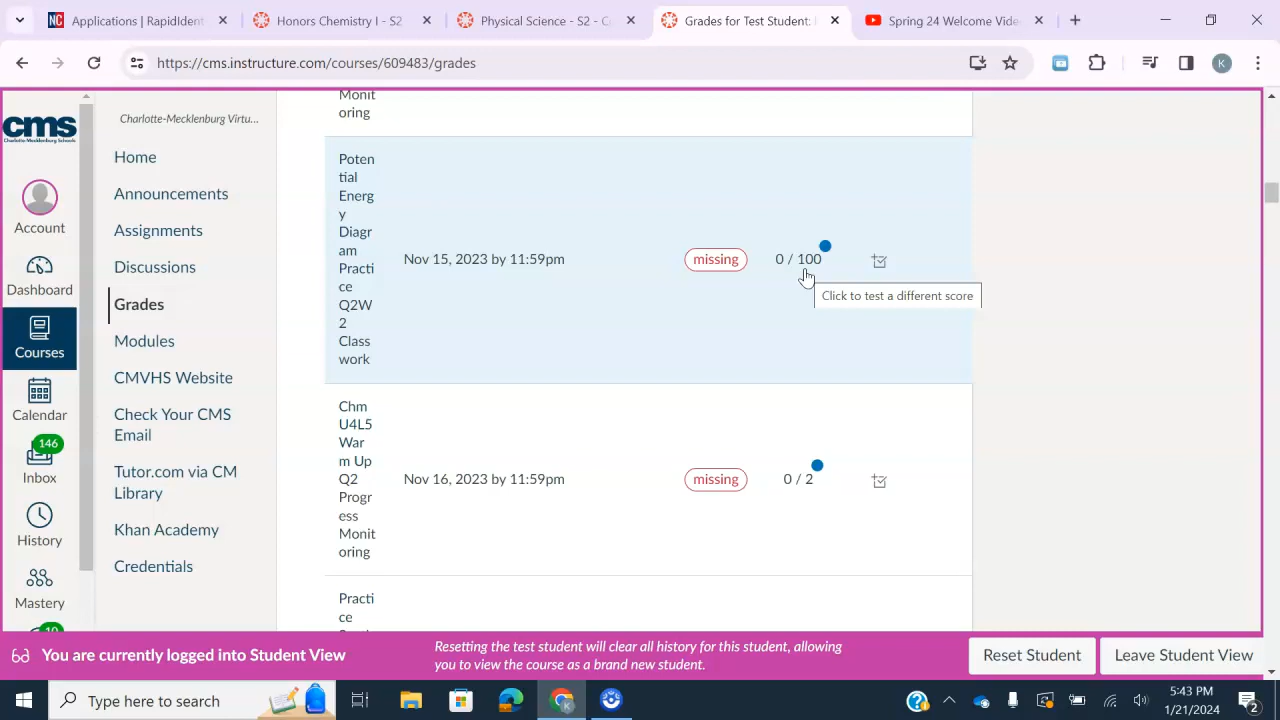 Applications | RapidIdent
Honors Chemistry I - S2
Physical Science - S2 - C
Grades for Test Student:
Spring 24 Welcome Vide
https://cms.instructure.com/courses/609483/grades
K
cms
Charlotte-Mecklenburg Schools
Account
Dashboard
Courses
Calendar
146
Inbox
History
Mastery
10
Charlotte-Mecklenburg Virtu...
Home
Announcements
Assignments
Discussions
Grades
Modules
CMVHS Website
Check Your CMS
Email
Tutor.com via CM
Library
Khan Academy
Credentials
Monit
oring
Poten
tial
Energ
y
Diagr
am
Practi
ce
Q2W
2
Class
work
Nov 15, 2023 by 11:59pm
missing
0 / 100
Click to test a different score
Chm
U4L5
War
m Up
Q2
Progr
ess
Monit
oring
Nov 16, 2023 by 11:59pm
missing
0 / 2
Practi
ce
You are currently logged into Student View
Resetting the test student will clear all history for this student, allowing
you to view the course as a brand new student.
Reset Student
Leave Student View
Type here to search
5:43 PM
1/21/2024
2